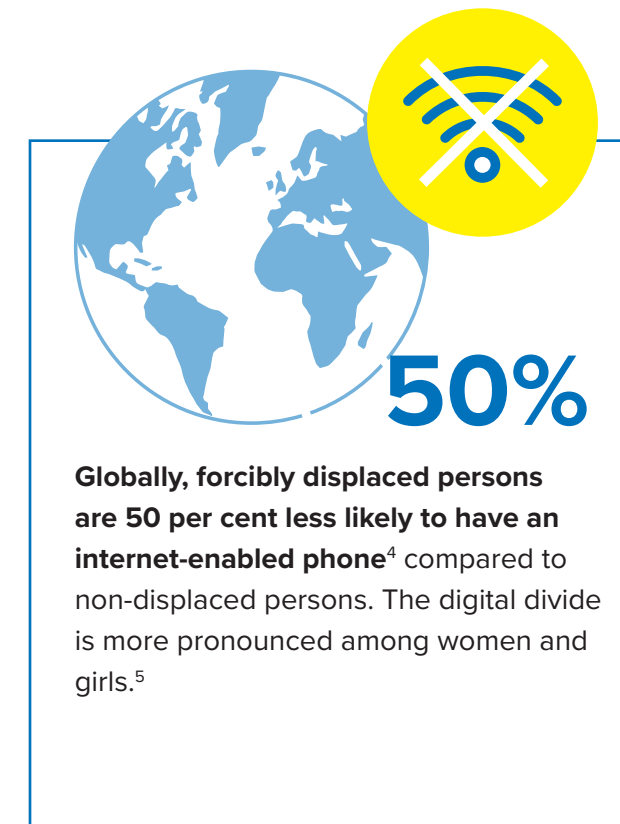 50%
Globally, forcibly displaced persons
are 50 per cent less likely to have an
internet-enabled phone⁴ compared to
non-displaced persons. The digital divide
is more pronounced among women and
girls.⁵